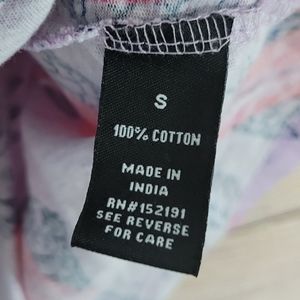 S
100% COTTON
MADE IN
INDIA
RN#152191
SEE REVERSE
FOR CARE